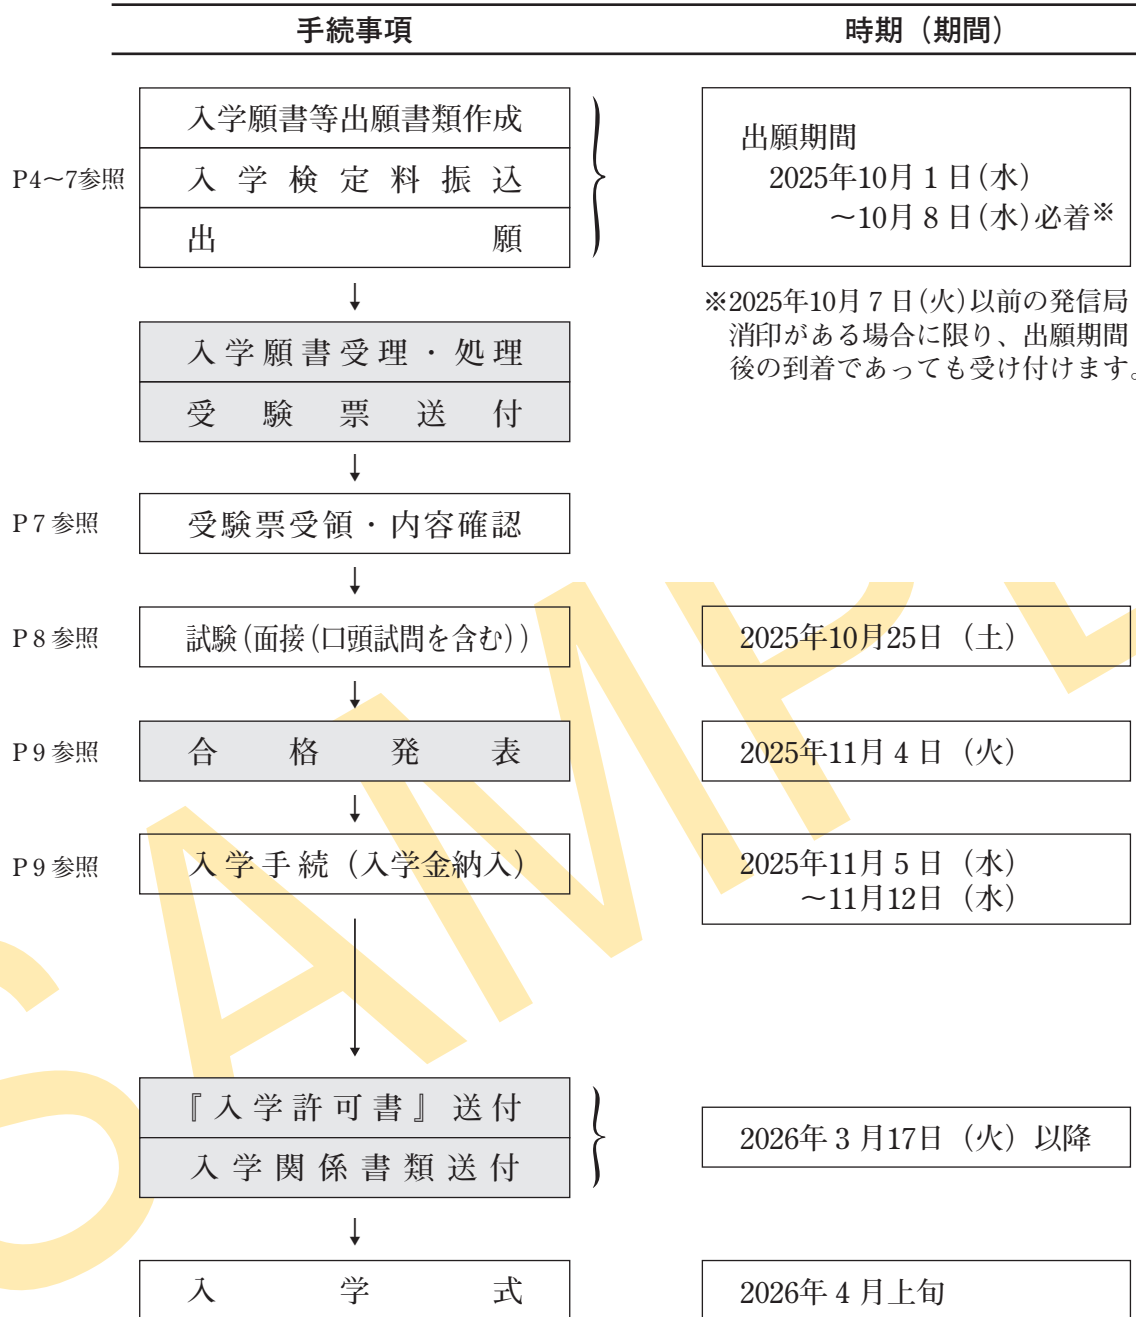 手続事項
時期（期間）
P4～7参照
入学願書等出願書類作成
入学検定料振込
出願
出願期間
2025年10月1日（水）
～10月8日（水）必着※
※2025年10月7日（火）以前の発信局
消印がある場合に限り、出願期間
後の到着であっても受け付けます。
入学願書受理・処理
受験票送付
P7参照
受験票受領・内容確認
P8参照
試験（面接（口頭試問を含む））
2025年10月25日（土）
P9参照
合格発表
2025年11月4日（火）
P9参照
入学手続（入学金納入）
2025年11月5日（水）
～11月12日（水）
『入学許可書』送付
入学関係書類送付
2026年3月17日（火）以降
入学式
2026年4月上旬
SAMPL